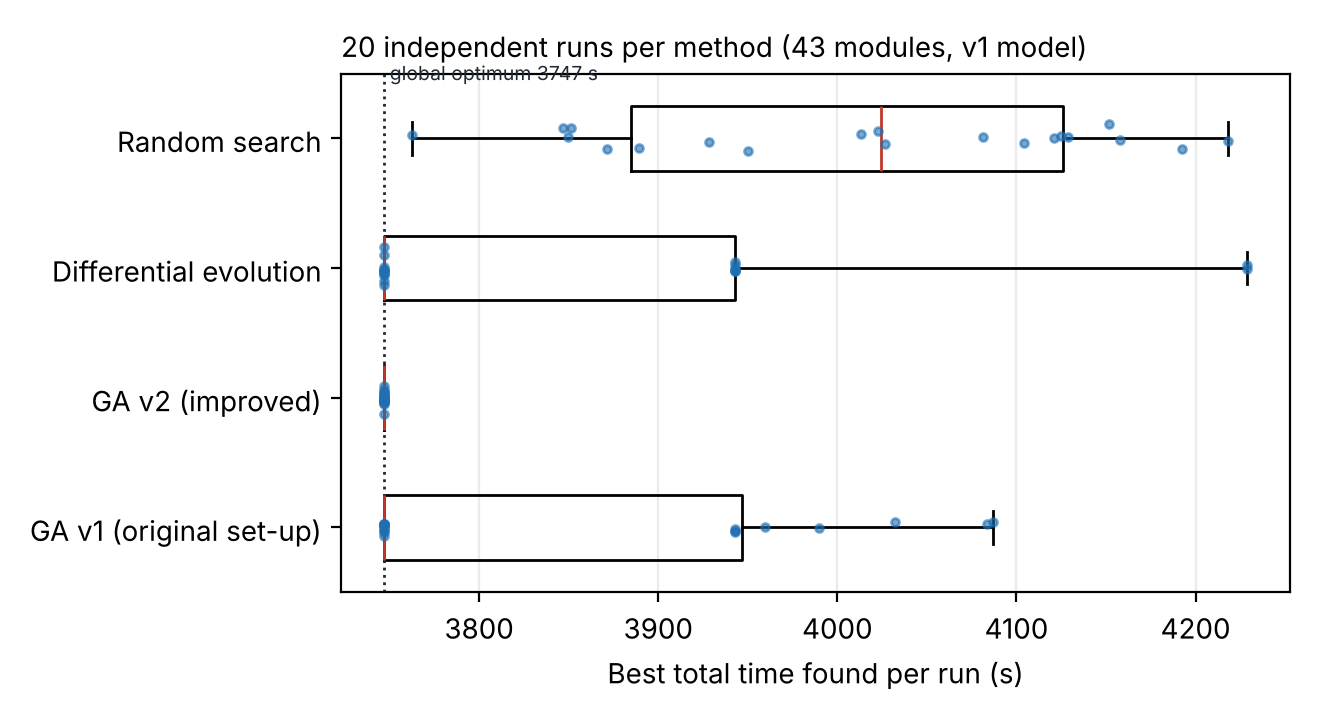 20 independent runs per method (43 modules, v1 model)
global optimum 3747 s
Random search
Differential evolution
GA v2 (improved)
GA v1 (original set-up)
3800 3900 4000 4100 4200
Best total time found per run (s)